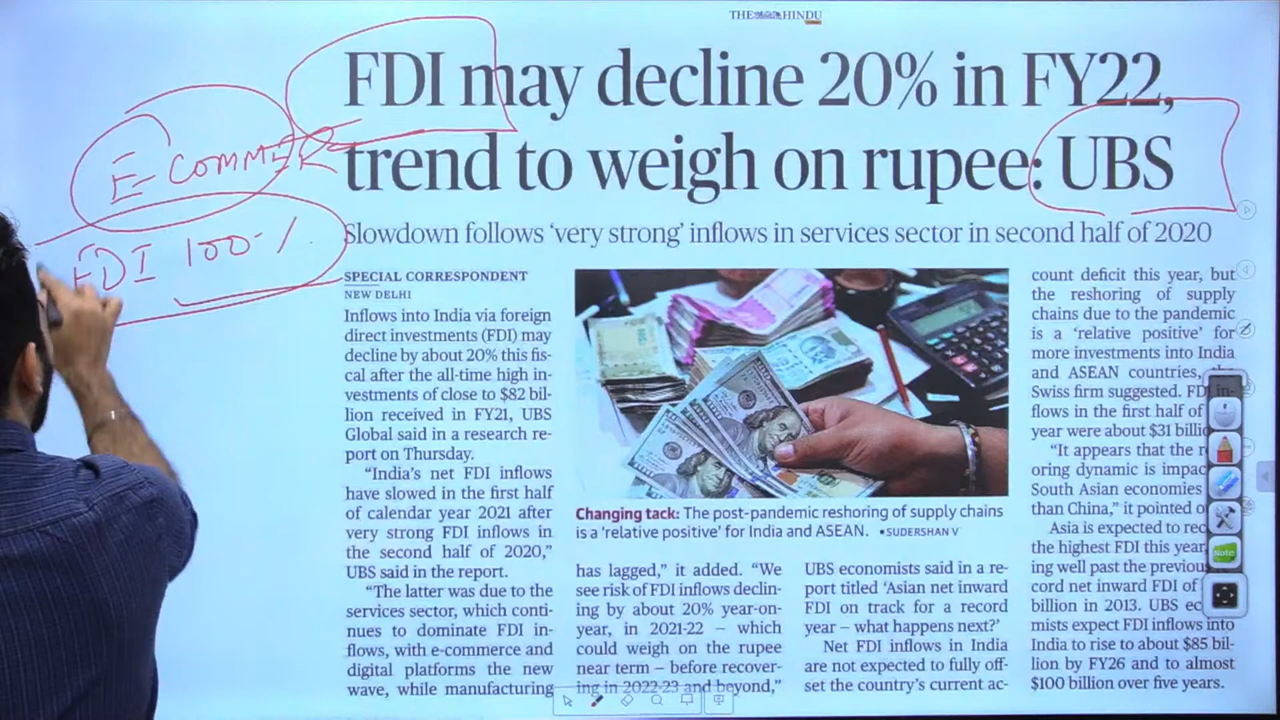 THE HINDU
FDI may decline 20% in FY22,
trend to weigh on rupee: UBS
Slowdown follows ‘very strong’ inflows in services sector in second half of 2020
E-COMMER
FDI 100%
SPECIAL CORRESPONDENT
NEW DELHI
Inflows into India via foreign
direct investments (FDI) may
decline by about 20% this fis-
cal after the all-time high in-
vestments of close to $82 bil-
lion received in FY21, UBS
Global said in a research re-
port on Thursday.
“India’s net FDI inflows
have slowed in the first half
of calendar year 2021 after
very strong FDI inflows in
the second half of 2020,”
UBS said in the report.
“The latter was due to the
services sector, which conti-
nues to dominate FDI in-
flows, with e-commerce and
digital platforms the new
wave, while manufacturing
Changing tack: The post-pandemic reshoring of supply chains
is a ‘relative positive’ for India and ASEAN. •SUDERSHAN V
has lagged,” it added. “We
see risk of FDI inflows declin-
ing by about 20% year-on-
year, in 2021-22 – which
could weigh on the rupee
near term – before recover-
ing in 2022-23 and beyond,”
UBS economists said in a re-
port titled ‘Asian net inward
FDI on track for a record
year – what happens next?’
Net FDI inflows in India
are not expected to fully off-
set the country’s current ac-
count deficit this year, but
the reshoring of supply
chains due to the pandemic
is a ‘relative positive’ for
more investments into India
and ASEAN countries,
Swiss firm suggested. FDI in-
flows in the first half of
year were about $31 billio
“It appears that the r
oring dynamic is impac
South Asian economies
than China,” it pointed o
Asia is expected to rec
the highest FDI this year
ing well past the previou
cord net inward FDI of
billion in 2013. UBS ec
mists expect FDI inflows into
India to rise to about $85 bil-
lion by FY26 and to almost
$100 billion over five years.
Note